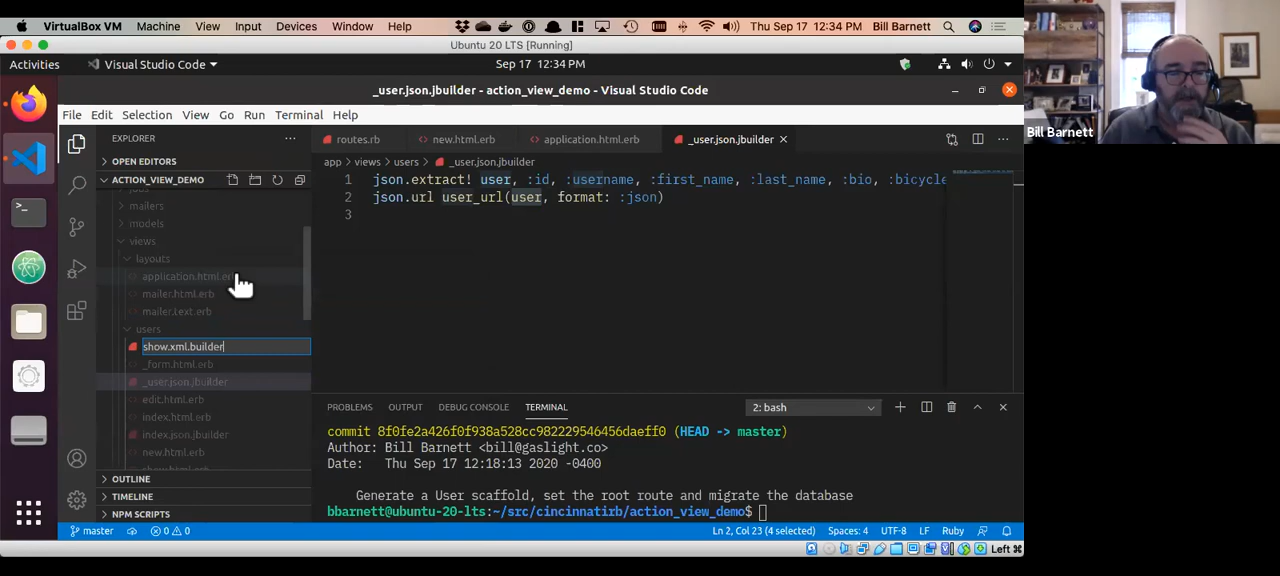 VirtualBox VM Machine View Input Devices Window Help Thu Sep 17 12:34 PM Bill Barnett
Ubuntu 20 LTS [Running]
Activities Visual Studio Code Sep 17 12:34 PM
_user.json.jbuilder - action_view_demo - Visual Studio Code
File Edit Selection View Go Run Terminal Help
EXPLORER
routes.rb new.html.erb application.html.erb _user.json.jbuilder
OPEN EDITORS
app > views > users > _user.json.jbuilder
ACTION_VIEW_DEMO
mailers
models
views
layouts
application.html.erb
mailer.html.erb
mailer.text.erb
users
show.xml.builder
_form.html.erb
_user.json.jbuilder
edit.html.erb
index.html.erb
index.json.jbuilder
new.html.erb
show.html.erb
OUTLINE
TIMELINE
NPM SCRIPTS
1 json.extract! user, :id, :username, :first_name, :last_name, :bio, :bicycle
2 json.url user_url(user, format: :json)
3
PROBLEMS OUTPUT DEBUG CONSOLE TERMINAL 2: bash
commit 8f0fe2a426f0f938a528cc982229546456daeff0 (HEAD -> master)
Author: Bill Barnett <bill@gaslight.co>
Date: Thu Sep 17 12:18:13 2020 -0400
Generate a User scaffold, set the root route and migrate the database
bbarnett@ubuntu-20-lts:~/src/cincinnatirb/action_view_demo$
master 0 0 Ln 2, Col 23 (4 selected) Spaces: 4 UTF-8 LF Ruby
Left ⌘
Bill Barnett